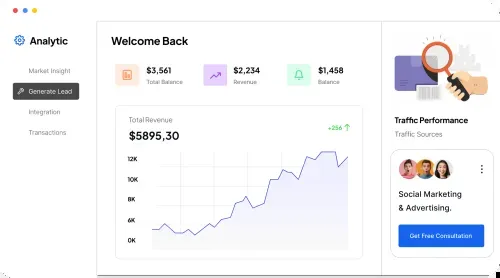 Analytic
Market Insight
Generate Lead
Integration
Transactions
Welcome Back
$3,561
Total Balance
$2,234
Revenue
$1,458
Balance
Total Revenue
$5895,30
+256
12K
10K
8K
6K
0K
Traffic Performance
Traffic Sources
Social Marketing
& Advertising.
Get Free Consultation